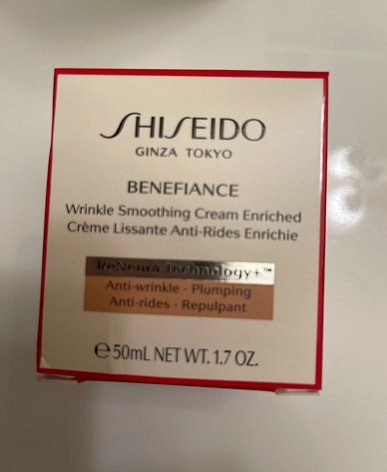 SHISEIDO
GINZA TOKYO
BENEFIANCE
Wrinkle Smoothing Cream Enriched
Crème Lissante Anti-Rides Enrichie
ReNeura Technology+™
Anti-wrinkle - Plumping
Anti-rides - Repulpant
℮50mL NET WT. 1.7 OZ.